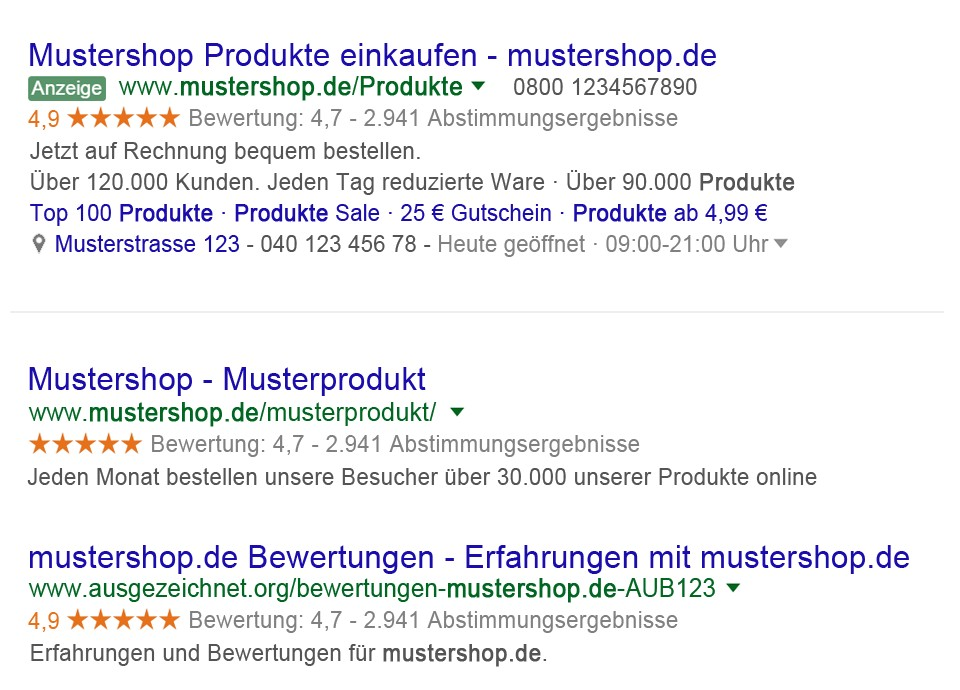 Mustershop Produkte einkaufen - mustershop.de
Anzeige www.mustershop.de/Produkte 0800 1234567890
4,9 ★★★★★ Bewertung: 4,7 - 2.941 Abstimmungsergebnisse
Jetzt auf Rechnung bequem bestellen.
Über 120.000 Kunden. Jeden Tag reduzierte Ware · Über 90.000 Produkte
Top 100 Produkte · Produkte Sale · 25 € Gutschein · Produkte ab 4,99 €
Musterstrasse 123 - 040 123 456 78 - Heute geöffnet · 09:00-21:00 Uhr
Mustershop - Musterprodukt
www.mustershop.de/musterprodukt/
★★★★★ Bewertung: 4,7 - 2.941 Abstimmungsergebnisse
Jeden Monat bestellen unsere Besucher über 30.000 unserer Produkte online
mustershop.de Bewertungen - Erfahrungen mit mustershop.de
www.ausgezeichnet.org/bewertungen-mustershop.de-AUB123
4,9 ★★★★★ Bewertung: 4,7 - 2.941 Abstimmungsergebnisse
Erfahrungen und Bewertungen für mustershop.de.